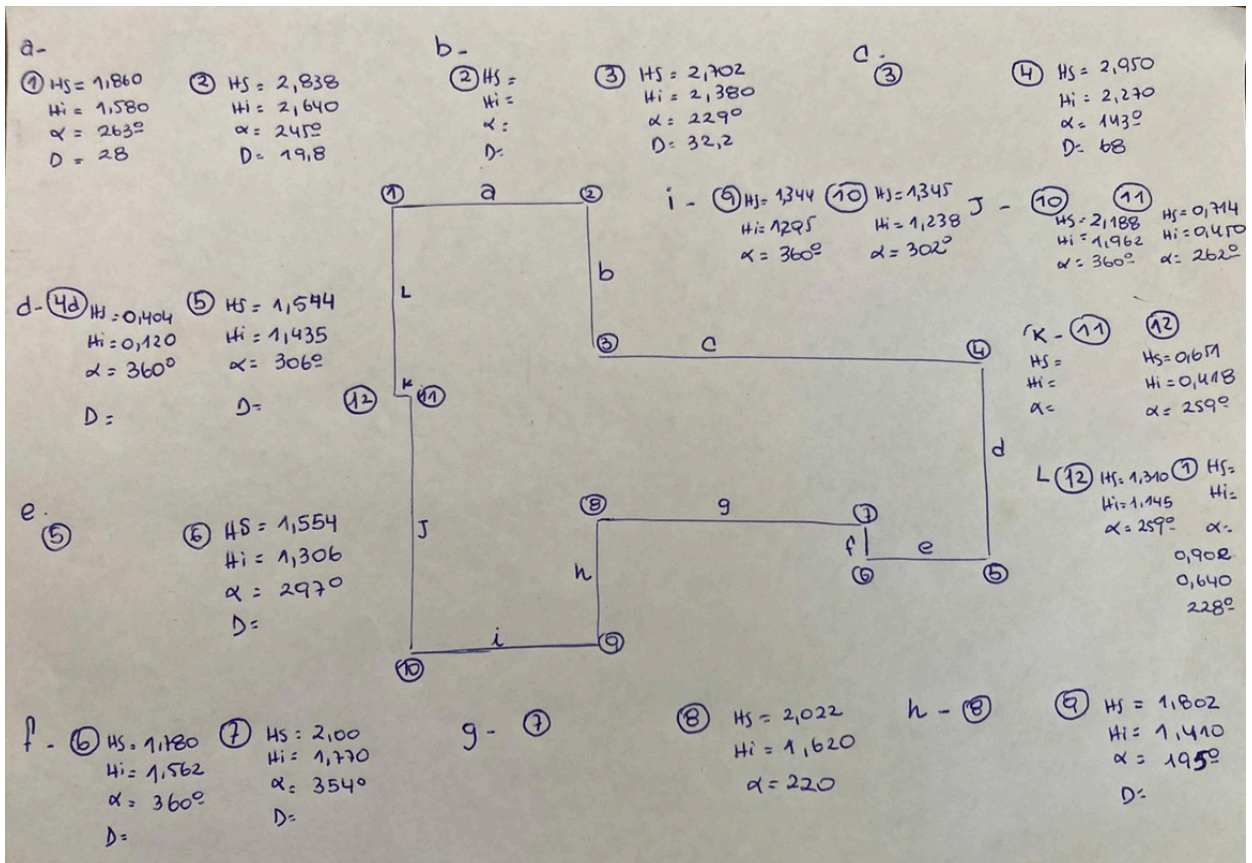 a-
① HS = 1,860
Hi = 1,580
α = 263º
D = 28
② HS = 2,838
Hi = 2,640
α = 245º
D = 19,8
b -
② HS =
Hi =
α :
D:
③ HS = 2,702
Hi = 2,380
α = 229º
D: 32,2
C -
③
④ HS = 2,950
Hi = 2,270
α = 143º
D: 68
① a ②
b
L
③ C ④
K
⑫ ⑪
d
⑧ g ⑦
f e
⑥ ⑤
J
h
i ⑨
⑩
i - ⑨ HS = 1,344
Hi = 1295
α = 360º
⑩ HS = 1,345
Hi = 1,238
α = 302º
J - ⑩
HS = 2,188
Hi = 1,962
α = 360º
⑪
HS = 0,714
Hi = 0,450
α = 262º
d- 4d HS = 0,404
Hi = 0,120
α = 360º
D =
⑤ HS = 1,544
Hi = 1,435
α = 306º
D=
K - ⑪
HS =
Hi =
α =
⑫
HS = 0,651
Hi = 0,418
α = 259º
L ⑫ HS = 1,310
Hi = 1,145
α = 259º
① HS =
Hi =
α =
0,902
0,640
228º
e.
⑤
⑥ HS = 1,554
Hi = 1,306
α = 297º
D=
f - ⑥ HS = 1,780
Hi = 1,562
α = 360º
D=
⑦ HS = 2,00
Hi = 1,770
α = 354º
D=
g - ⑦
⑧ HS = 2,022
Hi = 1,620
α = 220
h - ⑧
⑨ HS = 1,802
Hi = 1,410
α = 195º
D=